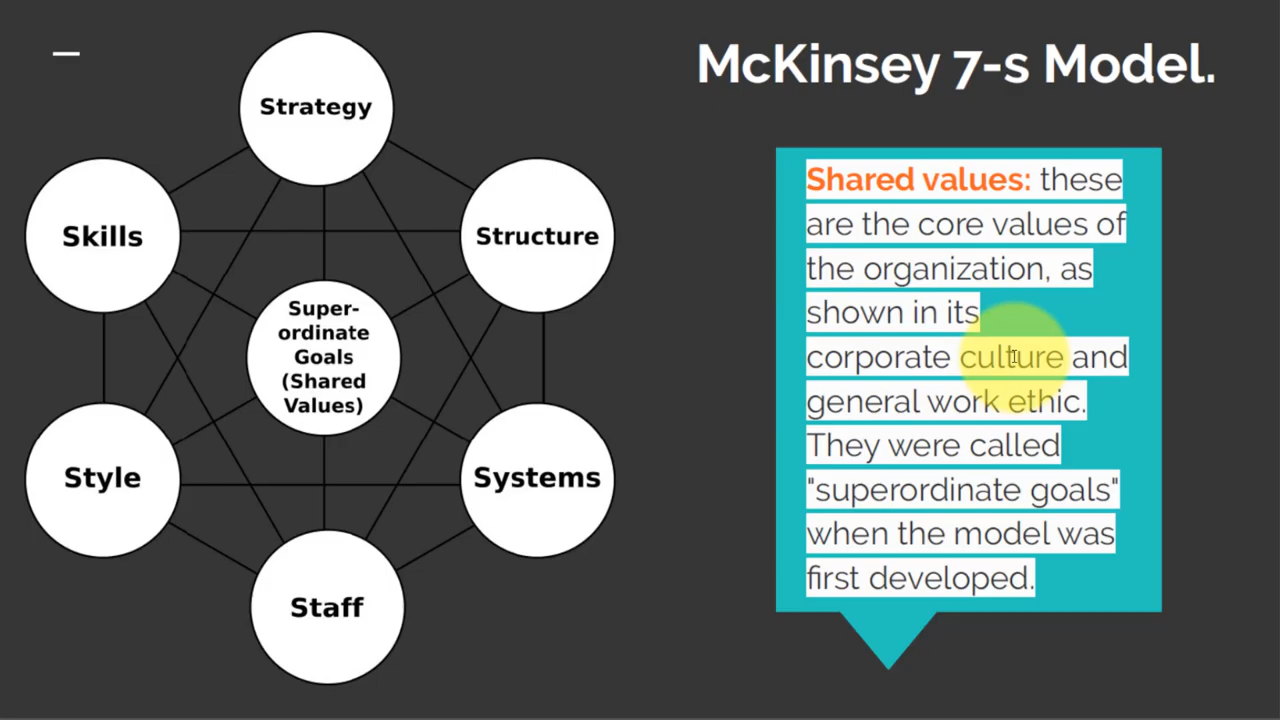 McKinsey 7-s Model.
Strategy
Skills
Structure
Super-
ordinate
Goals
(Shared
Values)
Style
Systems
Staff
Shared values: these
are the core values of
the organization, as
shown in its
corporate culture and
general work ethic.
They were called
"superordinate goals"
when the model was
first developed.